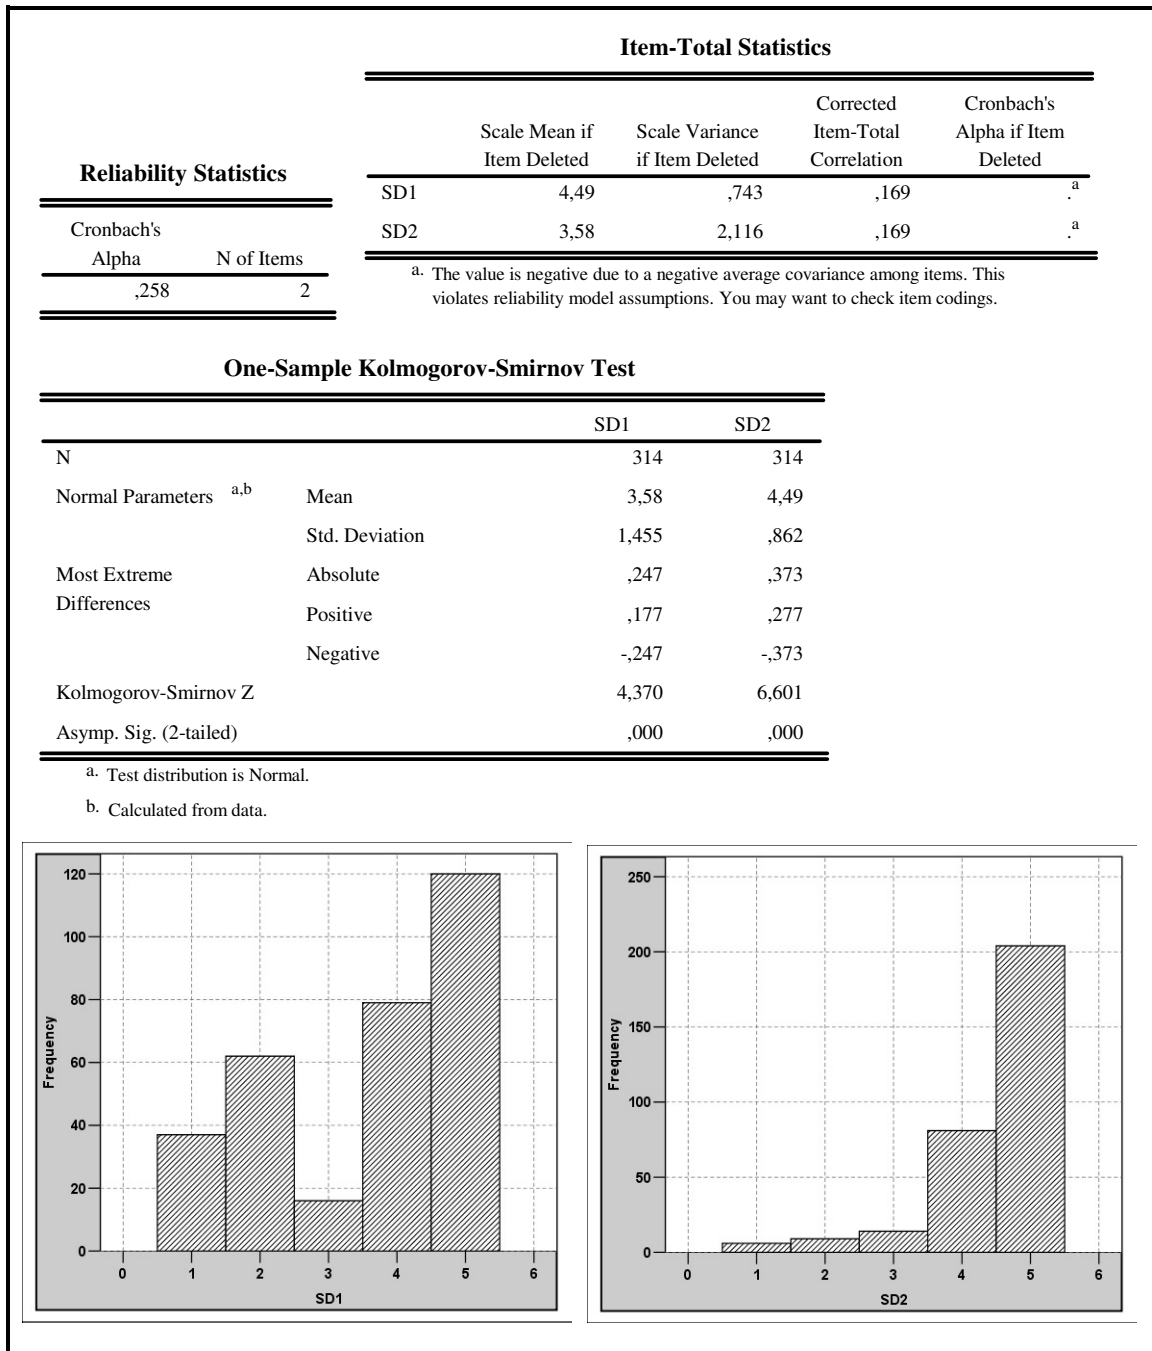 Item-Total Statistics
Scale Mean if Item Deleted Scale Variance if Item Deleted Corrected Item-Total Correlation Cronbach's Alpha if Item Deleted
SD1 4,49 ,743 ,169 .a
SD2 3,58 2,116 ,169 .a
a. The value is negative due to a negative average covariance among items. This
violates reliability model assumptions. You may want to check item codings.
Reliability Statistics
Cronbach's Alpha N of Items
,258 2
One-Sample Kolmogorov-Smirnov Test
SD1 SD2
N 314 314
Normal Parameters a,b Mean 3,58 4,49
Std. Deviation 1,455 ,862
Most Extreme Differences Absolute ,247 ,373
Positive ,177 ,277
Negative -,247 -,373
Kolmogorov-Smirnov Z 4,370 6,601
Asymp. Sig. (2-tailed) ,000 ,000
a. Test distribution is Normal.
b. Calculated from data.
120
100
80
60
40
20
0
Frequency
0 1 2 3 4 5 6
SD1
250
200
150
100
50
0
Frequency
0 1 2 3 4 5 6
SD2